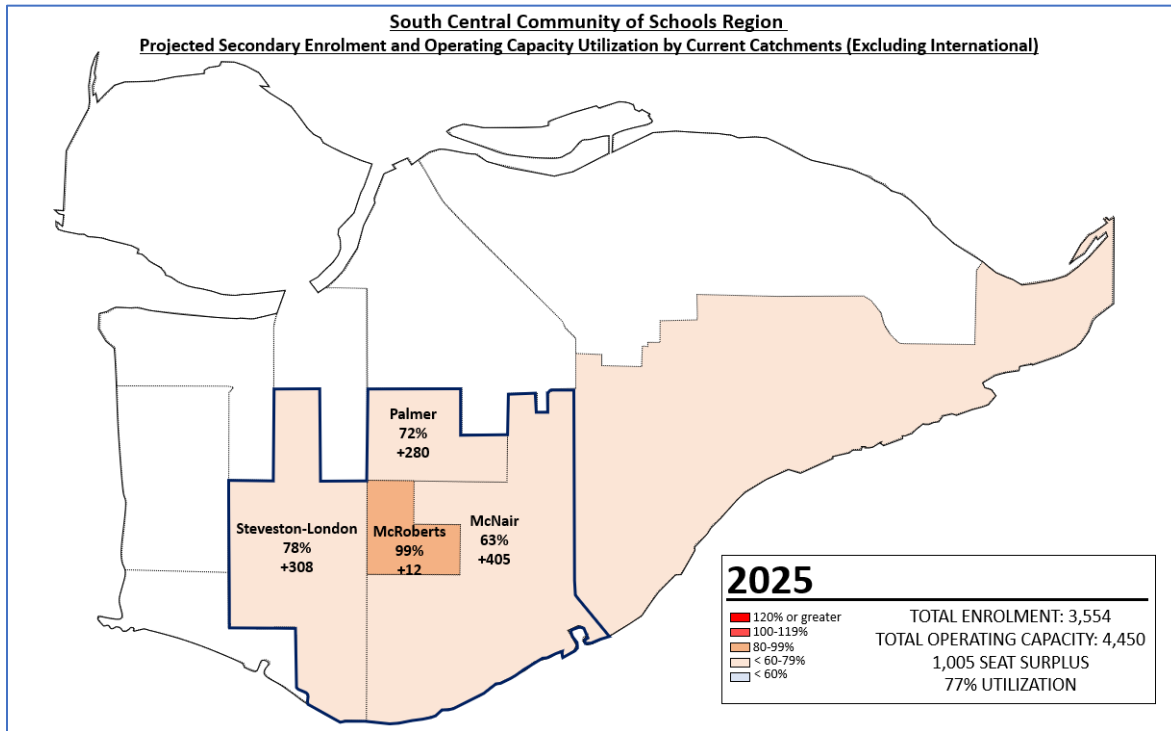 South Central Community of Schools Region
Projected Secondary Enrolment and Operating Capacity Utilization by Current Catchments (Excluding International)
Palmer
72%
+280
Steveston-London
78%
+308
McRoberts
99%
+12
McNair
63%
+405
2025
120% or greater
100-119%
80-99%
< 60-79%
< 60%
TOTAL ENROLMENT: 3,554
TOTAL OPERATING CAPACITY: 4,450
1,005 SEAT SURPLUS
77% UTILIZATION